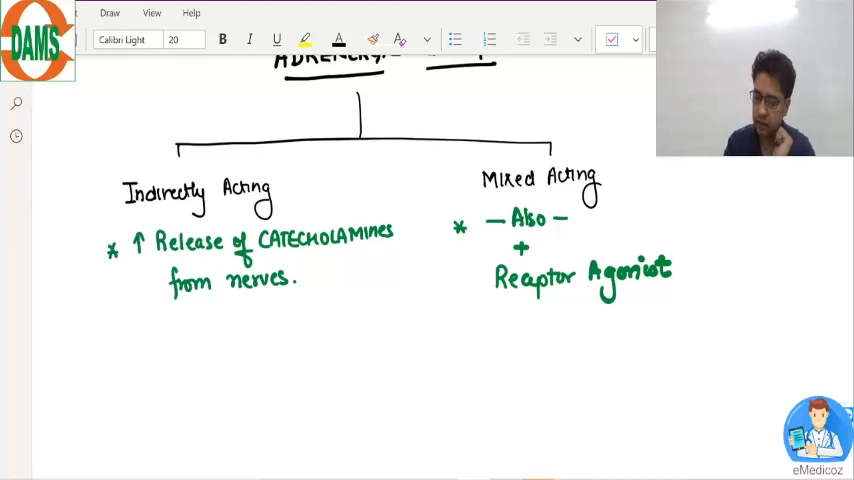 DAMS
Draw View Help
Calibri Light 20 B I U A A
ADRENERGIC
Indirectly Acting
Mixed Acting
* ↑ Release of CATECHOLAMINES
from nerves.
* — Also —
+
Receptor Agonist
eMedicoz